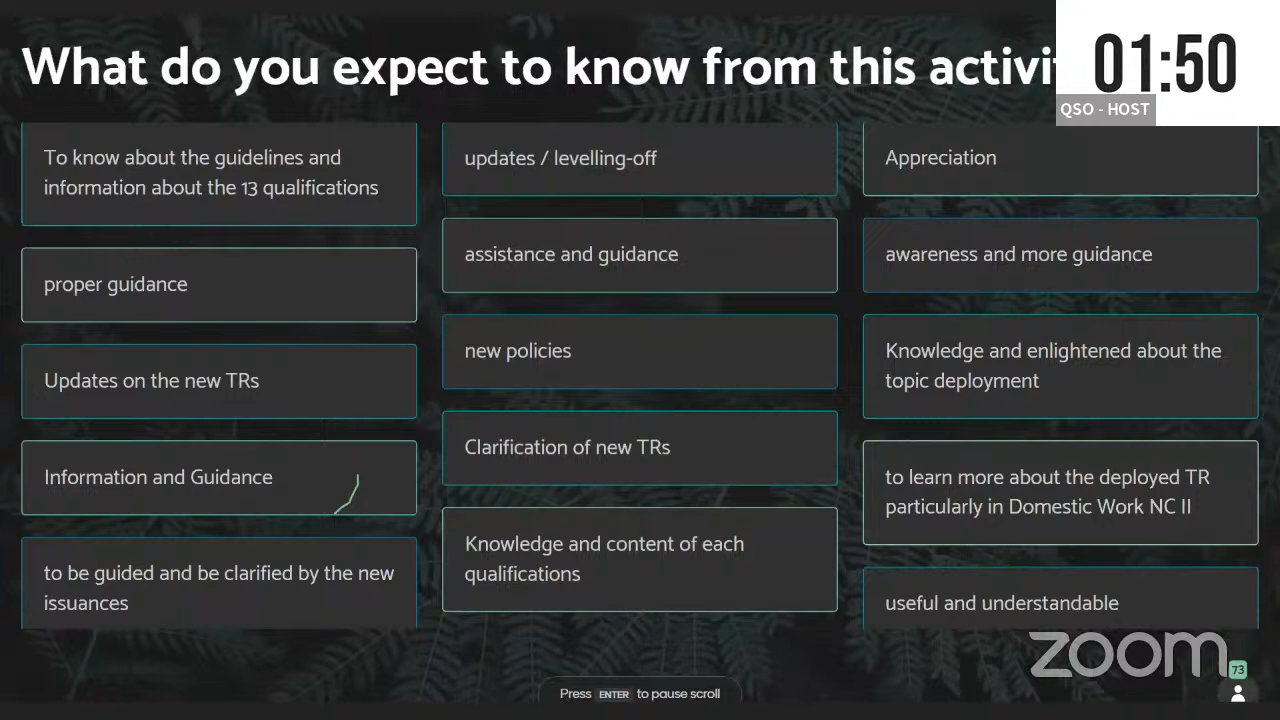 What do you expect to know from this activi
01:50
QSO - HOST
To know about the guidelines and
information about the 13 qualifications
proper guidance
Updates on the new TRs
Information and Guidance
to be guided and be clarified by the new
issuances
updates / levelling-off
assistance and guidance
new policies
Clarification of new TRs
Knowledge and content of each
qualifications
Appreciation
awareness and more guidance
Knowledge and enlightened about the
topic deployment
to learn more about the deployed TR
particularly in Domestic Work NC II
useful and understandable
zoom
73
Press ENTER to pause scroll